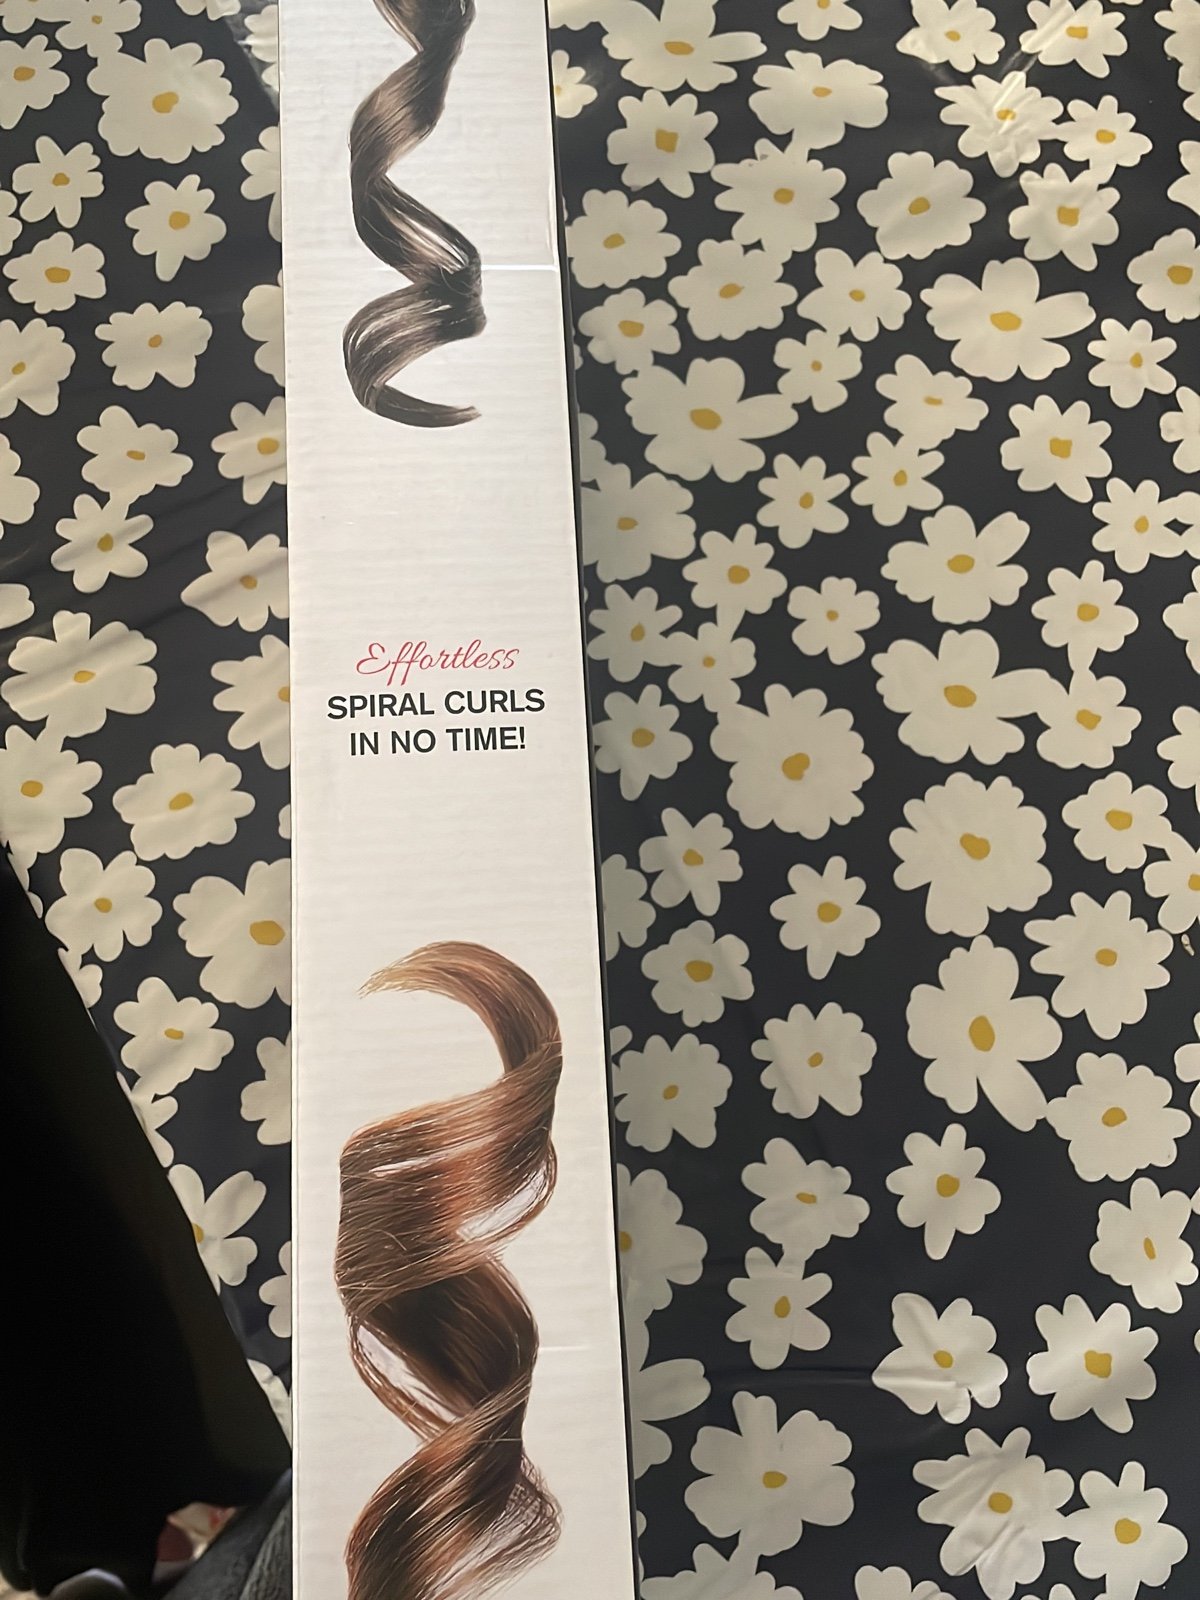 Effortless
SPIRAL CURLS
IN NO TIME!